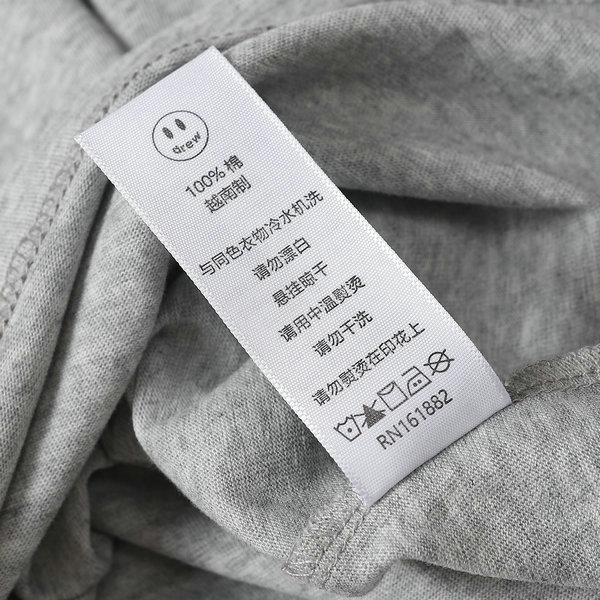 drew
100% 棉
越南制
与同色衣物冷水机洗
请勿漂白
悬挂晾干
请用中温熨烫
请勿干洗
请勿熨烫在印花上
RN161882